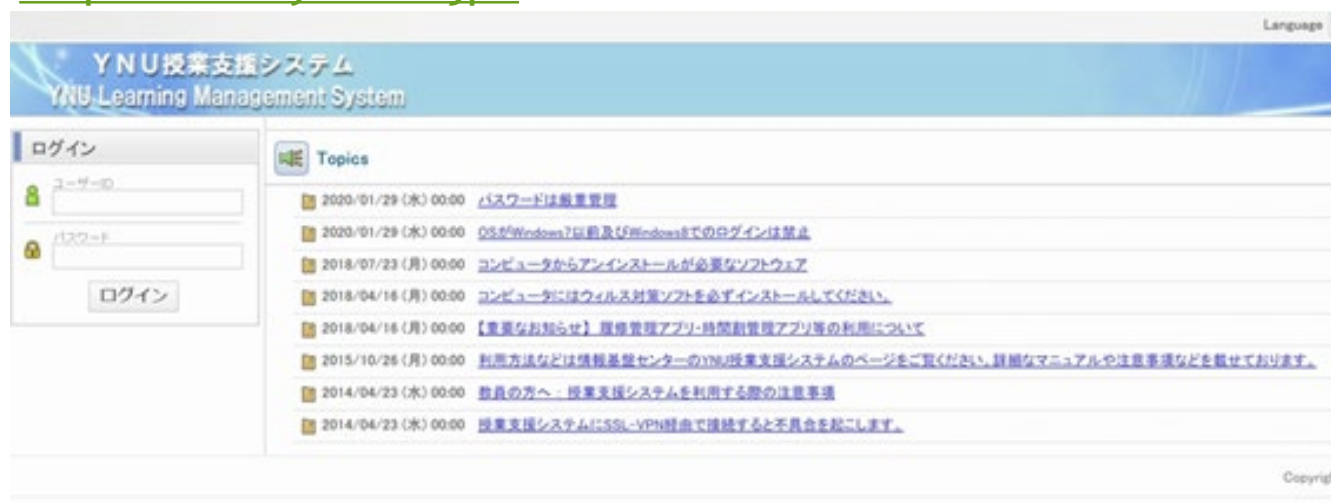 Language
YNU授業支援システム
YNU Learning Management System
ログイン
ユーザーID
パスワード
ログイン
Topics
2020/01/29 (水) 00:00 パスワードは厳重管理
2020/01/29 (水) 00:00 OSがWindows7以前及びWindows8でのログインは禁止
2018/07/23 (月) 00:00 コンピュータからアンインストールが必要なソフトウェア
2018/04/16 (月) 00:00 コンピュータにはウィルス対策ソフトを必ずインストールしてください。
2018/04/16 (月) 00:00 【重要なお知らせ】 履修管理アプリ・時間割管理アプリ等の利用について
2015/10/26 (月) 00:00 利用方法などは情報基盤センターのYNU授業支援システムのページをご覧ください。詳細なマニュアルや注意事項などを載せております。
2014/04/23 (水) 00:00 教員の方へ：授業支援システムを利用する際の注意事項
2014/04/23 (水) 00:00 授業支援システムにSSL-VPN経由で接続すると不具合を起こします。